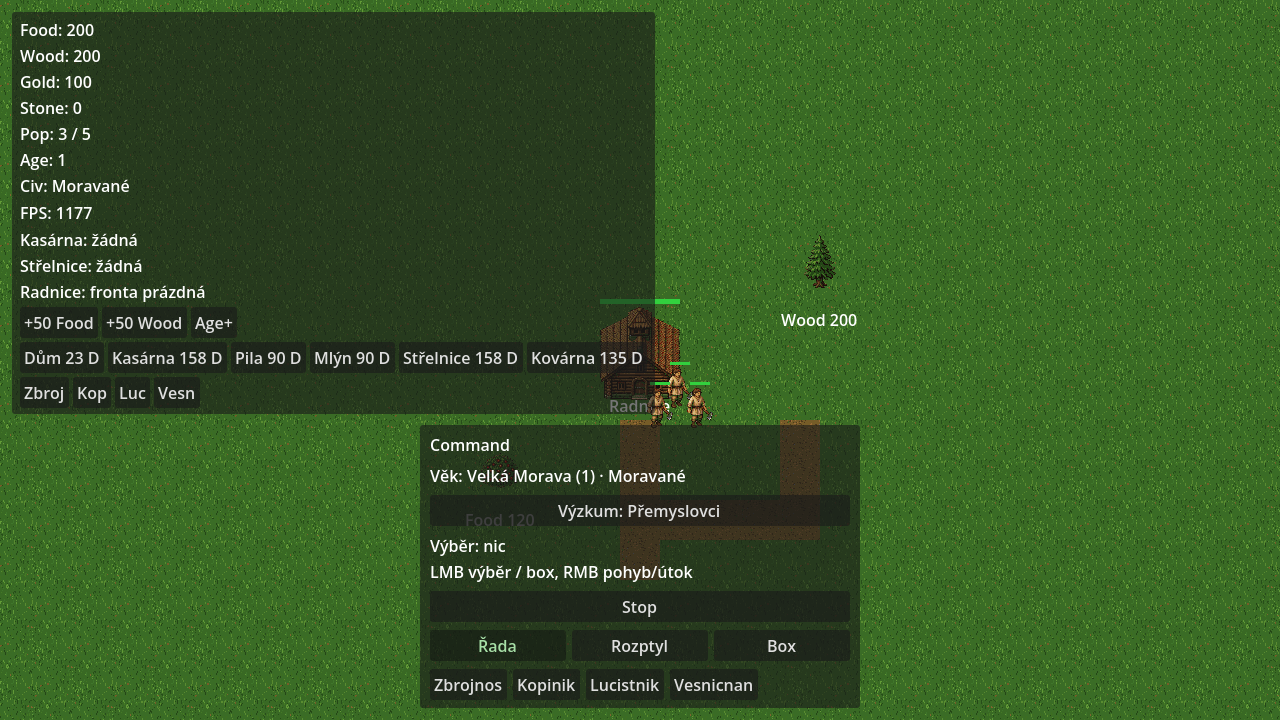 Food: 200
Wood: 200
Gold: 100
Stone: 0
Pop: 3 / 5
Age: 1
Civ: Moravané
FPS: 1177
Kasárna: žádná
Střelnice: žádná
Radnice: fronta prázdná
+50 Food +50 Wood Age+
Dům 23 D Kasárna 158 D Pila 90 D Mlýn 90 D Střelnice 158 D Kovárna 135 D
Zbroj Kop Luc Vesn
Wood 200
Command
Věk: Velká Morava (1) · Moravané
Výzkum: Přemyslovci
Food 120
Výběr: nic
LMB výběr / box, RMB pohyb/útok
Stop
Řada Rozptyl Box
Zbrojnos Kopinik Lucistnik Vesnicnan